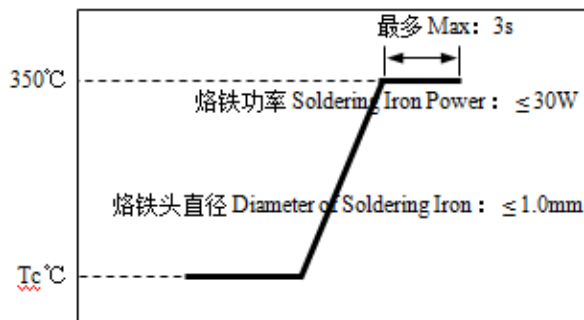 最多 Max：3s
350℃
烙铁功率 Soldering Iron Power：≤30W
烙铁头直径 Diameter of Soldering Iron：≤1.0mm
Tc℃